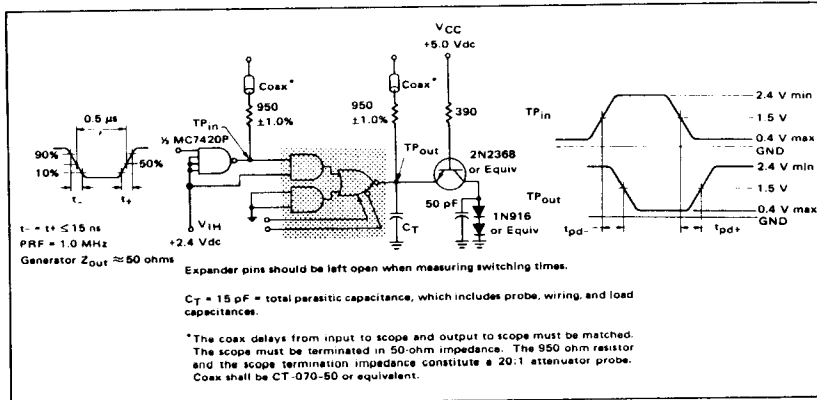 VCC
+5.0 Vdc
Coax*
Coax*
950
±1.0%
950
±1.0%
390
TPin
TPout
2N2368
or Equiv
½ MC7420P
0.5 µs
90%
10%
50%
t-
t+
VIH
+2.4 Vdc
CT
50 pF
1N916
or Equiv
t- = t+ ≤ 15 ns
PRF = 1.0 MHz
Generator Zout ≈ 50 ohms
TPin
2.4 V min
1.5 V
0.4 V max
GND
TPout
2.4 V min
1.5 V
0.4 V max
GND
tpd-
tpd+
Expander pins should be left open when measuring switching times.
CT = 15 pF = total parasitic capacitance, which includes probe, wiring, and load
capacitances.
*The coax delays from input to scope and output to scope must be matched.
The scope must be terminated in 50-ohm impedance. The 950 ohm resistor
and the scope termination impedance constitute a 20:1 attenuator probe.
Coax shall be CT-070-50 or equivalent.